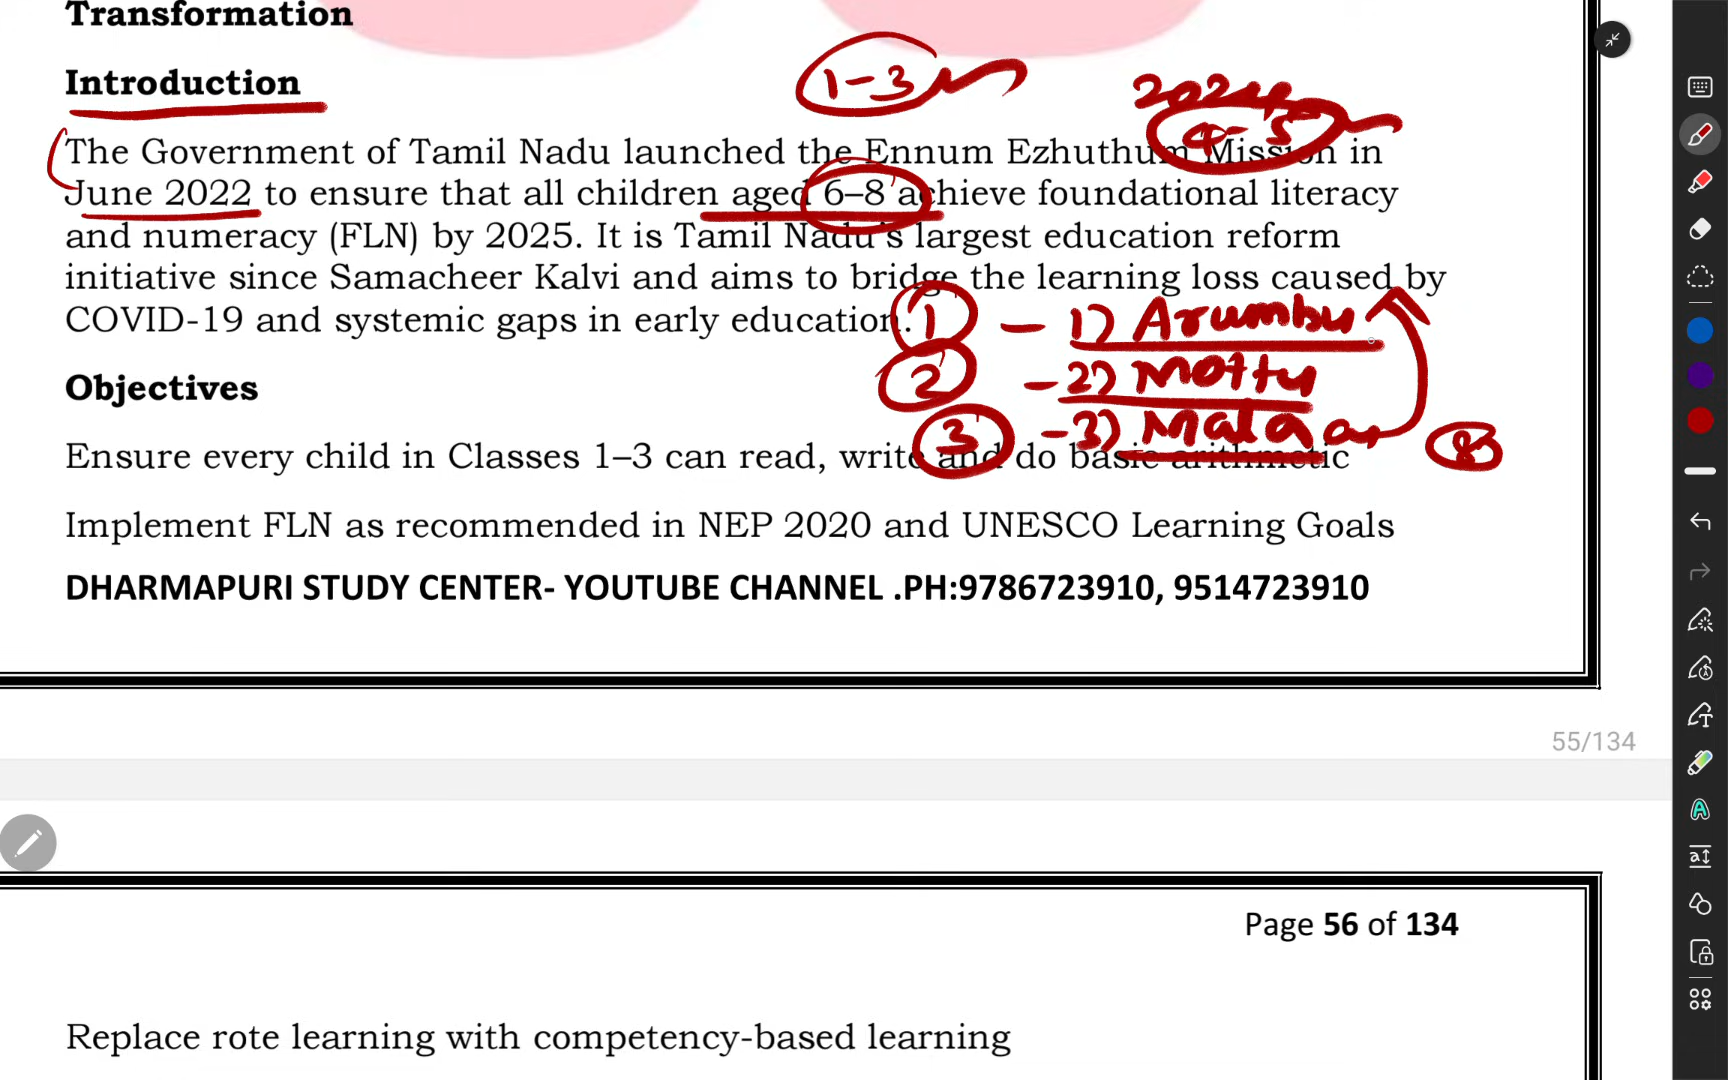 Transformation
Introduction
1-3
2024
4-5
The Government of Tamil Nadu launched the Ennum Ezhuthum Mission in
June 2022 to ensure that all children aged 6–8 achieve foundational literacy
and numeracy (FLN) by 2025. It is Tamil Nadu's largest education reform
initiative since Samacheer Kalvi and aims to bridge the learning loss caused by
COVID-19 and systemic gaps in early education.
1 - 1) Arumbu
2 - 2) Mottu
3 - 3) Malar
Objectives
Ensure every child in Classes 1–3 can read, write and do basic arithmetic
Implement FLN as recommended in NEP 2020 and UNESCO Learning Goals
DHARMAPURI STUDY CENTER- YOUTUBE CHANNEL .PH:9786723910, 9514723910
55/134
Page 56 of 134
Replace rote learning with competency-based learning